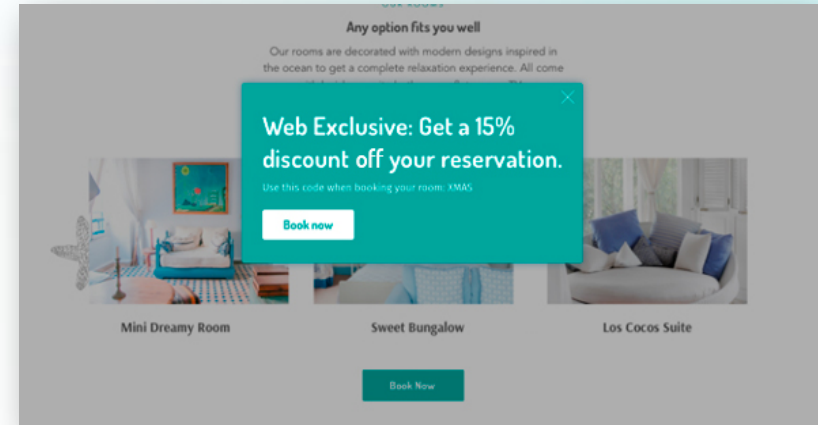 OUR ROOMS
Any option fits you well
Our rooms are decorated with modern designs inspired in
the ocean to get a complete relaxation experience. All come
Web Exclusive: Get a 15%
discount off your reservation.
Use this code when booking your room: XMAS
Book now
Mini Dreamy Room
Sweet Bungalow
Los Cocos Suite
Book Now